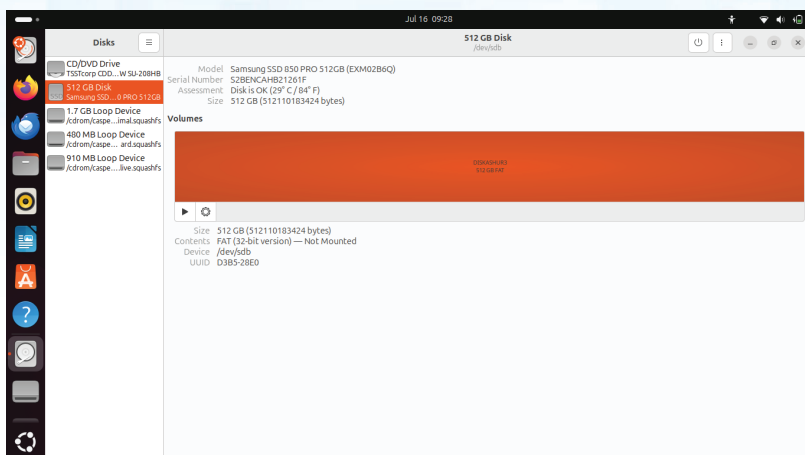 Jul 16 09:28
Disks
512 GB Disk
/dev/sdb
CD/DVD Drive
TSSTcorp CDD...W SU-208HB
512 GB Disk
Samsung SSD...0 PRO 512GB
1.7 GB Loop Device
/cdrom/caspe...imal.squashfs
480 MB Loop Device
/cdrom/caspe... ard.squashfs
910 MB Loop Device
/cdrom/caspe....live.squashfs
Model Samsung SSD 850 PRO 512GB (EXM02B6Q)
Serial Number S2BENCAHB21261F
Assessment Disk is OK (29° C / 84° F)
Size 512 GB (512110183424 bytes)
Volumes
DISKASHUR3
512 GB FAT
Size 512 GB (512110183424 bytes)
Contents FAT (32-bit version) — Not Mounted
Device /dev/sdb
UUID D3B5-28E0